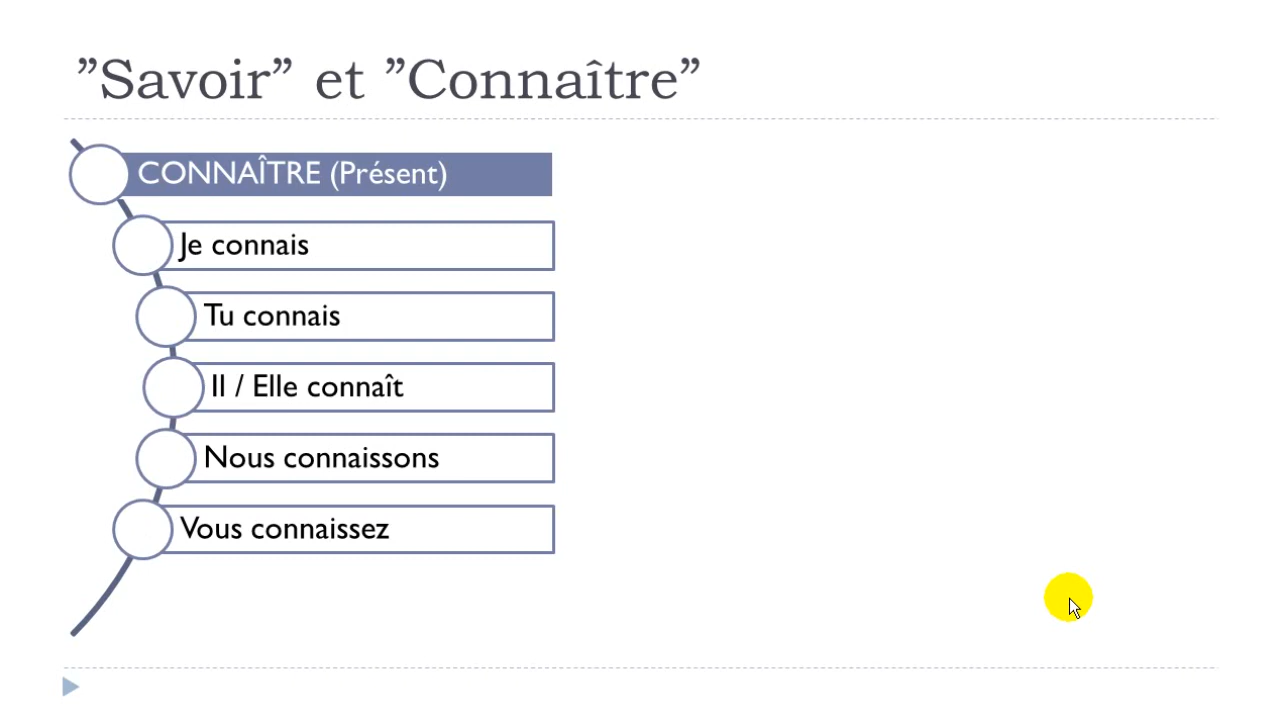 ”Savoir” et ”Connaître”
CONNAÎTRE (Présent)
Je connais
Tu connais
Il / Elle connaît
Nous connaissons
Vous connaissez